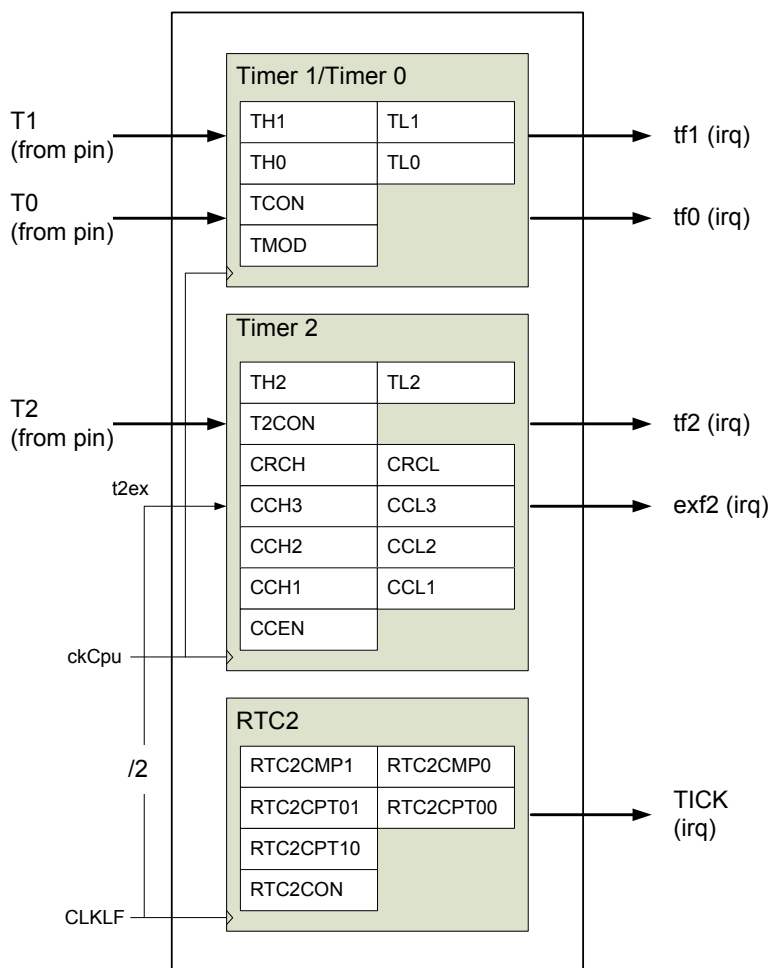 Timer 1/Timer 0
T1
(from pin)
TH1 TL1
tf1 (irq)
TH0 TL0
T0
(from pin)
TCON
tf0 (irq)
TMOD
Timer 2
TH2 TL2
T2
(from pin)
T2CON
tf2 (irq)
CRCH CRCL
t2ex
CCH3 CCL3
exf2 (irq)
CCH2 CCL2
CCH1 CCL1
CCEN
ckCpu
RTC2
/2
RTC2CMP1 RTC2CMP0
RTC2CPT01 RTC2CPT00
TICK
(irq)
RTC2CPT10
RTC2CON
CLKLF